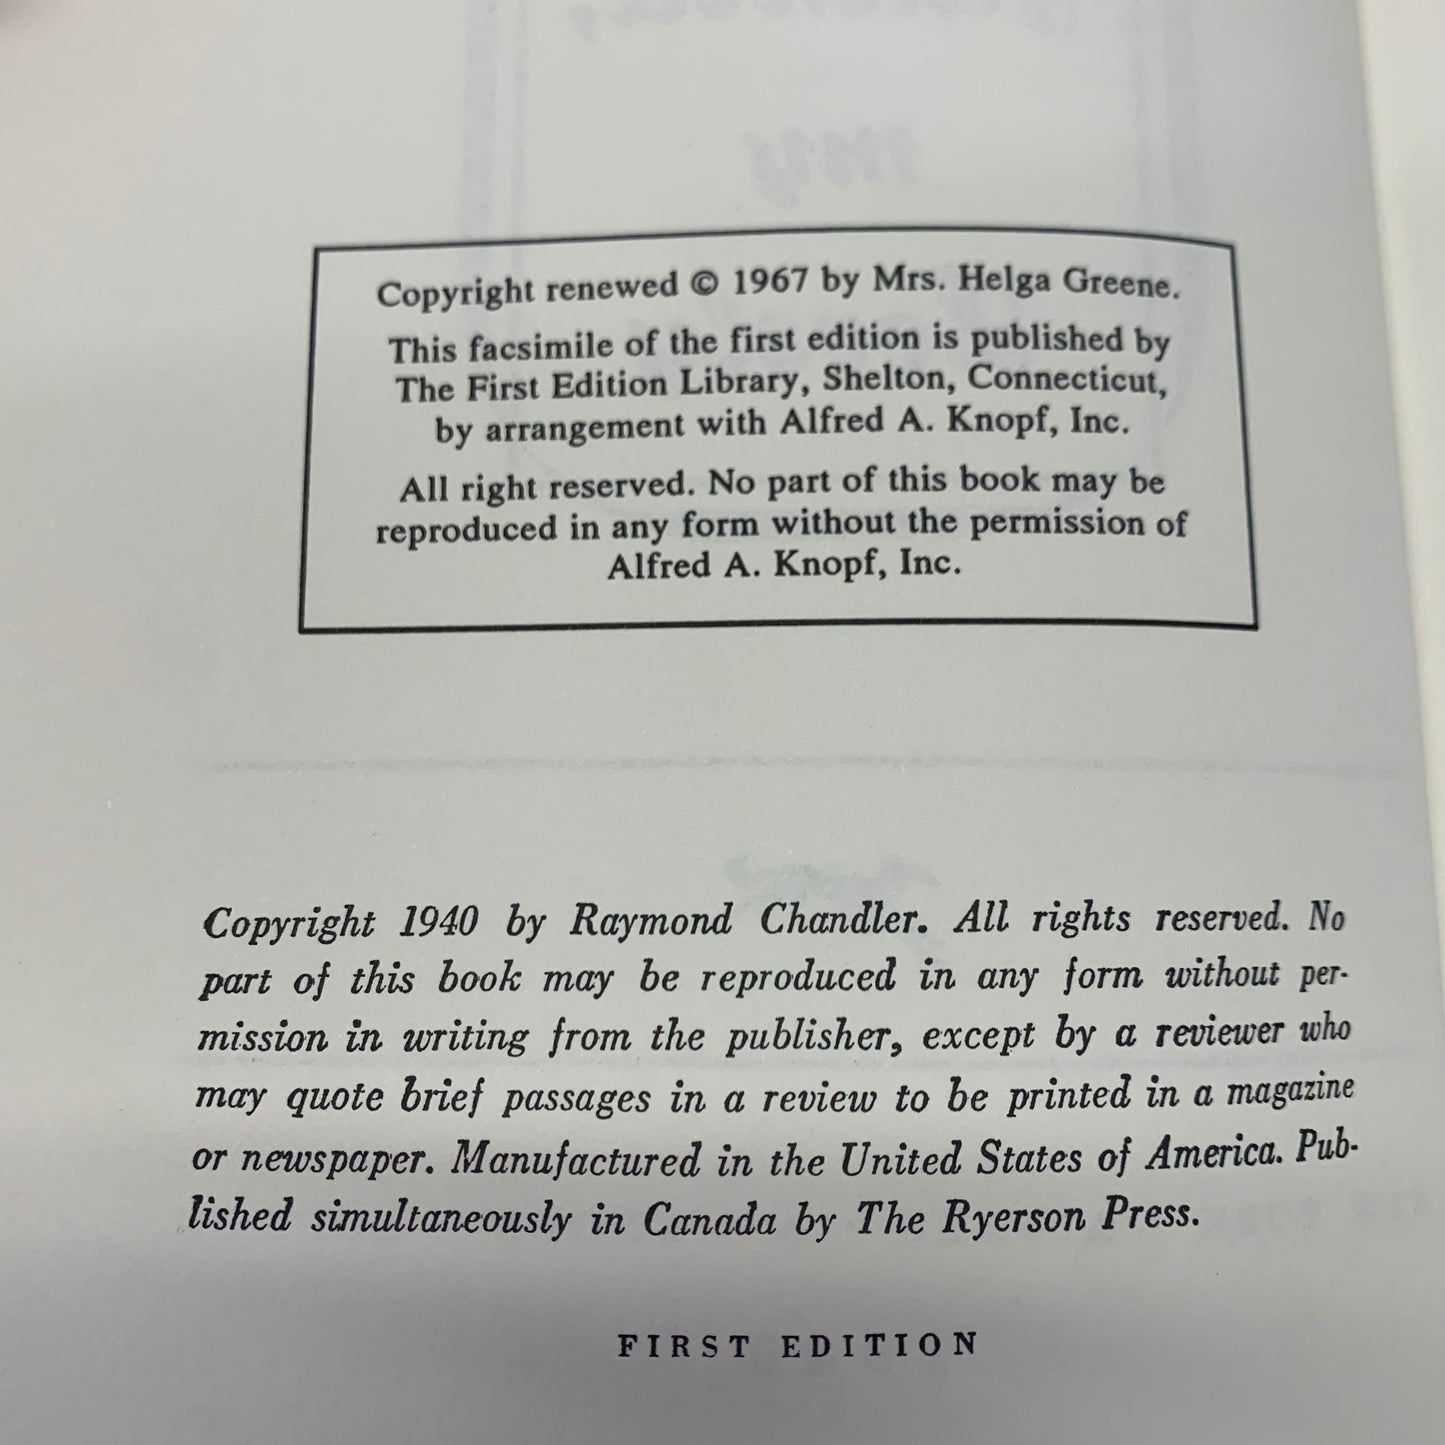 Copyright renewed © 1967 by Mrs. Helga Greene.
This facsimile of the first edition is published by
The First Edition Library, Shelton, Connecticut,
by arrangement with Alfred A. Knopf, Inc.
All right reserved. No part of this book may be
reproduced in any form without the permission of
Alfred A. Knopf, Inc.
Copyright 1940 by Raymond Chandler. All rights reserved. No
part of this book may be reproduced in any form without per-
mission in writing from the publisher, except by a reviewer who
may quote brief passages in a review to be printed in a magazine
or newspaper. Manufactured in the United States of America. Pub-
lished simultaneously in Canada by The Ryerson Press.
FIRST EDITION